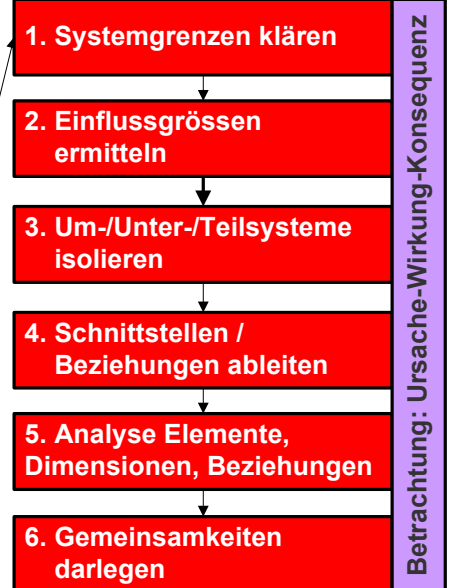 1. Systemgrenzen klären
2. Einflussgrössen
ermitteln
3. Um-/Unter-/Teilsysteme
isolieren
4. Schnittstellen /
Beziehungen ableiten
5. Analyse Elemente,
Dimensionen, Beziehungen
6. Gemeinsamkeiten
darlegen
Betrachtung: Ursache-Wirkung-Konsequenz